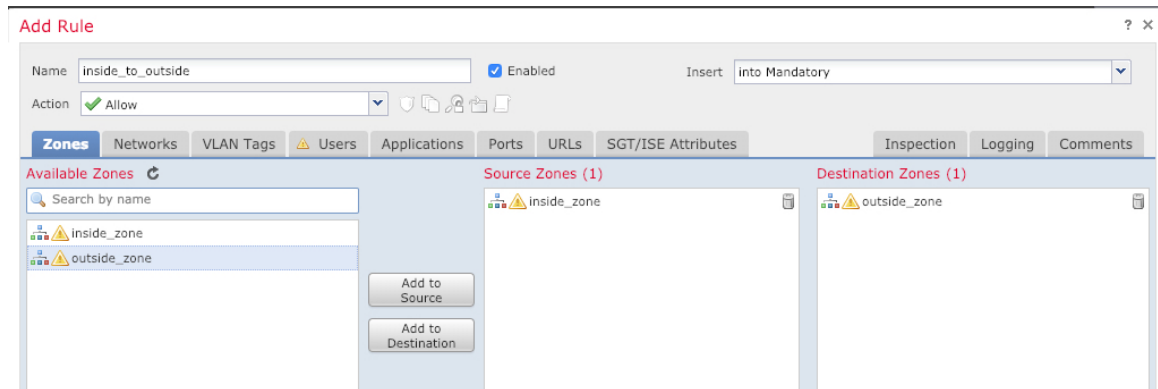 Add Rule
? ×
Name inside_to_outside Enabled Insert into Mandatory
Action Allow
Zones Networks VLAN Tags Users Applications Ports URLs SGT/ISE Attributes Inspection Logging Comments
Available Zones Source Zones (1) Destination Zones (1)
Search by name inside_zone outside_zone
inside_zone
outside_zone
Add to
Source
Add to
Destination